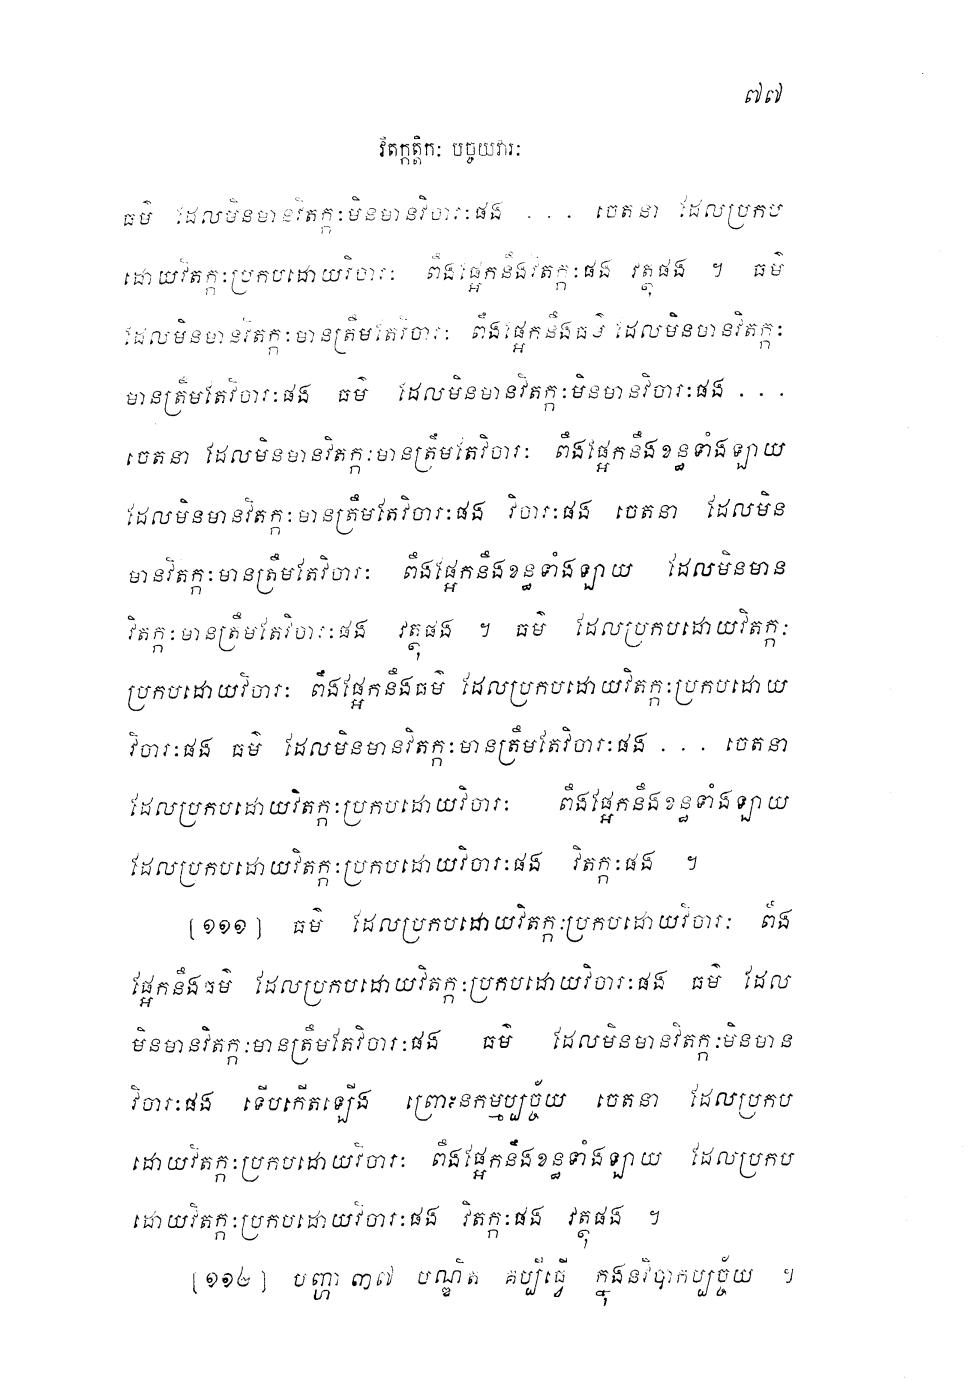 ៧៧
វិតក្កត្តិកៈ បច្ចយវារៈ
ធម៌ ដែលមិនមានវិតក្កៈមិនមានវិចារៈផង . . . ចេតនា ដែលប្រកប
ដោយវិតក្កៈប្រកបដោយវិចារៈ ពឹងផ្អែកនឹងវិតក្កៈផង វត្ថុផង ។ ធម៌
ដែលមិនមានវិតក្កៈមានត្រឹមតែវិចារៈ ពឹងផ្អែកនឹងធម៌ ដែលមិនមានវិតក្កៈ
មានត្រឹមតែវិចារៈផង ធម៌ ដែលមិនមានវិតក្កៈមិនមានវិចារៈផង . . .
ចេតនា ដែលមិនមានវិតក្កៈមានត្រឹមតែវិចារៈ ពឹងផ្អែកនឹងខន្ធទាំងឡាយ
ដែលមិនមានវិតក្កៈមានត្រឹមតែវិចារៈផង វិចារៈផង ចេតនា ដែលមិន
មានវិតក្កៈមានត្រឹមតែវិចារៈ ពឹងផ្អែកនឹងខន្ធទាំងឡាយ ដែលមិនមាន
វិតក្កៈមានត្រឹមតែវិចារៈផង វត្ថុផង ។ ធម៌ ដែលប្រកបដោយវិតក្កៈ
ប្រកបដោយវិចារៈ ពឹងផ្អែកនឹងធម៌ ដែលប្រកបដោយវិតក្កៈប្រកបដោយ
វិចារៈផង ធម៌ ដែលមិនមានវិតក្កៈមានត្រឹមតែវិចារៈផង . . . ចេតនា
ដែលប្រកបដោយវិតក្កៈប្រកបដោយវិចារៈ ពឹងផ្អែកនឹងខន្ធទាំងឡាយ
ដែលប្រកបដោយវិតក្កៈប្រកបដោយវិចារៈផង វិតក្កៈផង ។
[១១១] ធម៌ ដែលប្រកបដោយវិតក្កៈប្រកបដោយវិចារៈ ពឹង
ផ្អែកនឹងធម៌ ដែលប្រកបដោយវិតក្កៈប្រកបដោយវិចារៈផង ធម៌ ដែល
មិនមានវិតក្កៈមានត្រឹមតែវិចារៈផង ធម៌ ដែលមិនមានវិតក្កៈមិនមាន
វិចារៈផង ទើបកើតឡើង ព្រោះនកម្មប្បច្ច័យ ចេតនា ដែលប្រកប
ដោយវិតក្កៈប្រកបដោយវិចារៈ ពឹងផ្អែកនឹងខន្ធទាំងឡាយ ដែលប្រកប
ដោយវិតក្កៈប្រកបដោយវិចារៈផង វិតក្កៈផង វត្ថុផង ។
[១១២] បញ្ហា ៣៧ បណ្ឌិត គប្បីធ្វើ ក្នុងនវិបាកប្បច្ច័យ ។